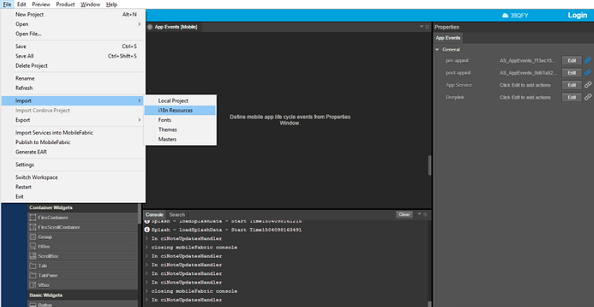 File Edit Preview Product Window Help
39QFY Login
New Project Alt+N
Open
Open File...
Save Ctrl+S
Save All Ctrl+Shift+S
Delete Project
Rename
Refresh
Import
Import Cordova Project
Export
Import Services into MobileFabric
Publish to MobileFabric
Generate EAR
Settings
Switch Workspace
Restart
Exit
Local Project
i18n Resources
Fonts
Themes
Masters
App Events [Mobile]
Define mobile app life cycle events from Properties
Window.
Properties
App Events
General
pre-appinit Edit
post-appinit Edit
App Service Click Edit to add actions Edit
Deeplink Click Edit to add actions Edit
Container Widgets
FlexContainer
FlexScrollContainer
Group
HBox
ScrollBox
Tab
TabPane
VBox
Basic Widgets
Button
Console Search Clear
Splash - loadSplashData - Start Time1504098163491
In ciNoteUpdatesHandler
closing mobileFabric console
In ciNoteUpdatesHandler
In ciNoteUpdatesHandler
In ciNoteUpdatesHandler
closing mobileFabric console
In ciNoteUpdatesHandler